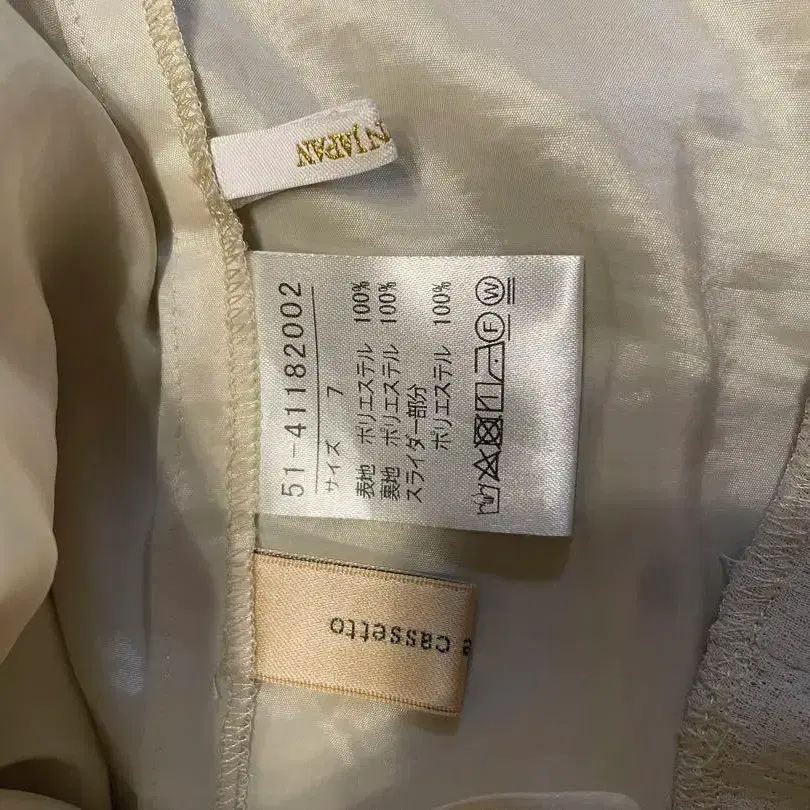 N JAPAN
51-41182002
サイズ 7
表地 ポリエステル 100%
裏地 ポリエステル 100%
スライダー部分
ポリエステル 100%
F W
e cassetto